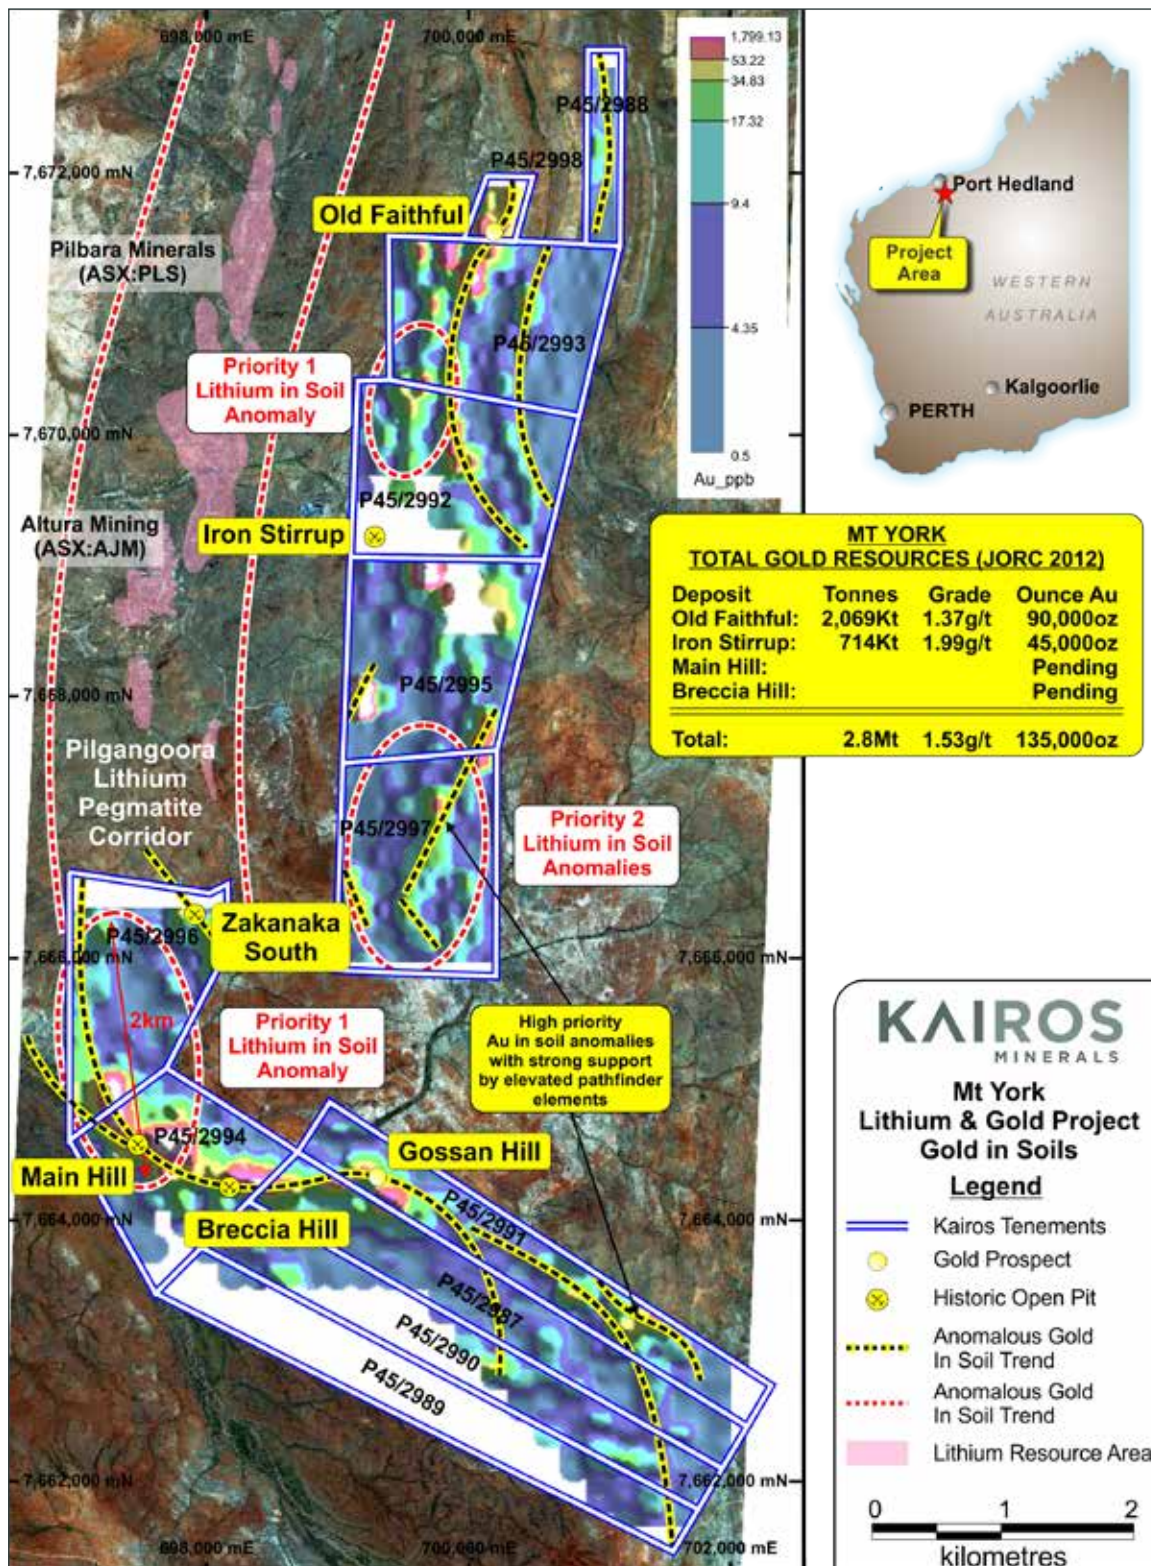 698,000 mE
700,000 mE
1,799.13
53.22
34.83
17.32
9.4
4.35
0.5
Au_ppb
P45/2988
P45/2998
7,672,000 mN
Old Faithful
Pilbara Minerals
(ASX:PLS)
P45/2993
Priority 1
Lithium in Soil
Anomaly
7,670,000 mN
P45/2992
Altura Mining
(ASX:AJM)
Iron Stirrup
P45/2995
7,668,000 mN
Pilgangoora
Lithium
Pegmatite
Corridor
P45/2997
Priority 2
Lithium in Soil
Anomalies
Zakanaka
South
P45/2996
7,666,000 mN
7,666,000 mN
2km
Priority 1
Lithium in Soil
Anomaly
High priority
Au in soil anomalies
with strong support
by elevated pathfinder
elements
P45/2994
Main Hill
Gossan Hill
Breccia Hill
P45/2991
7,664,000 mN
7,664,000 mN
P45/2987
P45/2990
P45/2989
7,662,000 mN
7,662,000 mN
698,000 mE
700,000 mE
702,000 mE
Port Hedland
Project
Area
WESTERN
AUSTRALIA
Kalgoorlie
PERTH
MT YORK
TOTAL GOLD RESOURCES (JORC 2012)
Deposit Tonnes Grade Ounce Au
Old Faithful: 2,069Kt 1.37g/t 90,000oz
Iron Stirrup: 714Kt 1.99g/t 45,000oz
Main Hill: Pending
Breccia Hill: Pending
Total: 2.8Mt 1.53g/t 135,000oz
KAIROS
MINERALS
Mt York
Lithium & Gold Project
Gold in Soils
Legend
Kairos Tenements
Gold Prospect
Historic Open Pit
Anomalous Gold
In Soil Trend
Anomalous Gold
In Soil Trend
Lithium Resource Area
0 1 2
kilometres